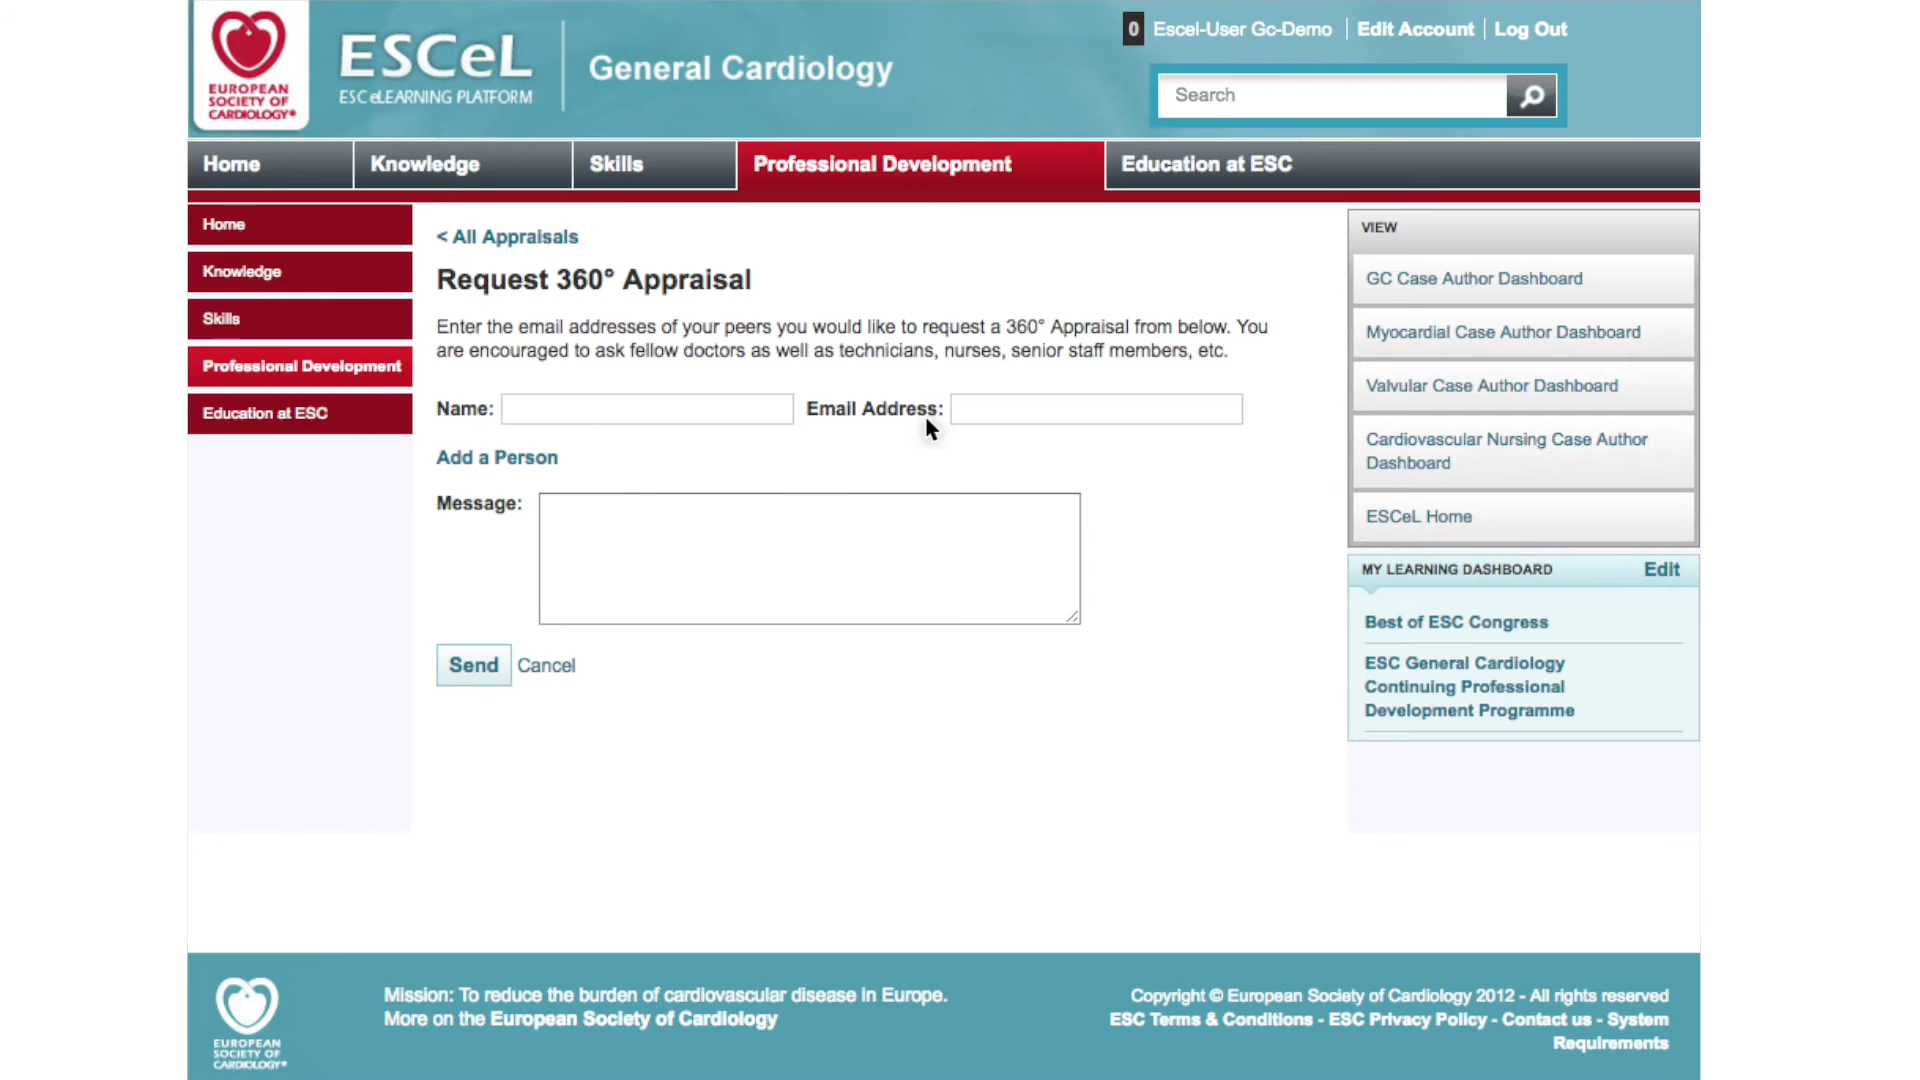 EUROPEAN
SOCIETY OF
CARDIOLOGY®
ESCeL
ESC eLEARNING PLATFORM
General Cardiology
0 Escel-User Gc-Demo | Edit Account | Log Out
Search
Home
Knowledge
Skills
Professional Development
Education at ESC
Home
Knowledge
Skills
Professional Development
Education at ESC
< All Appraisals
Request 360° Appraisal
Enter the email addresses of your peers you would like to request a 360° Appraisal from below. You
are encouraged to ask fellow doctors as well as technicians, nurses, senior staff members, etc.
Name:
Email Address:
Add a Person
Message:
Send
Cancel
VIEW
GC Case Author Dashboard
Myocardial Case Author Dashboard
Valvular Case Author Dashboard
Cardiovascular Nursing Case Author
Dashboard
ESCeL Home
MY LEARNING DASHBOARD
Edit
Best of ESC Congress
ESC General Cardiology
Continuing Professional
Development Programme
EUROPEAN
SOCIETY OF
CARDIOLOGY®
Mission: To reduce the burden of cardiovascular disease in Europe.
More on the European Society of Cardiology
Copyright © European Society of Cardiology 2012 - All rights reserved
ESC Terms & Conditions - ESC Privacy Policy - Contact us - System
Requirements